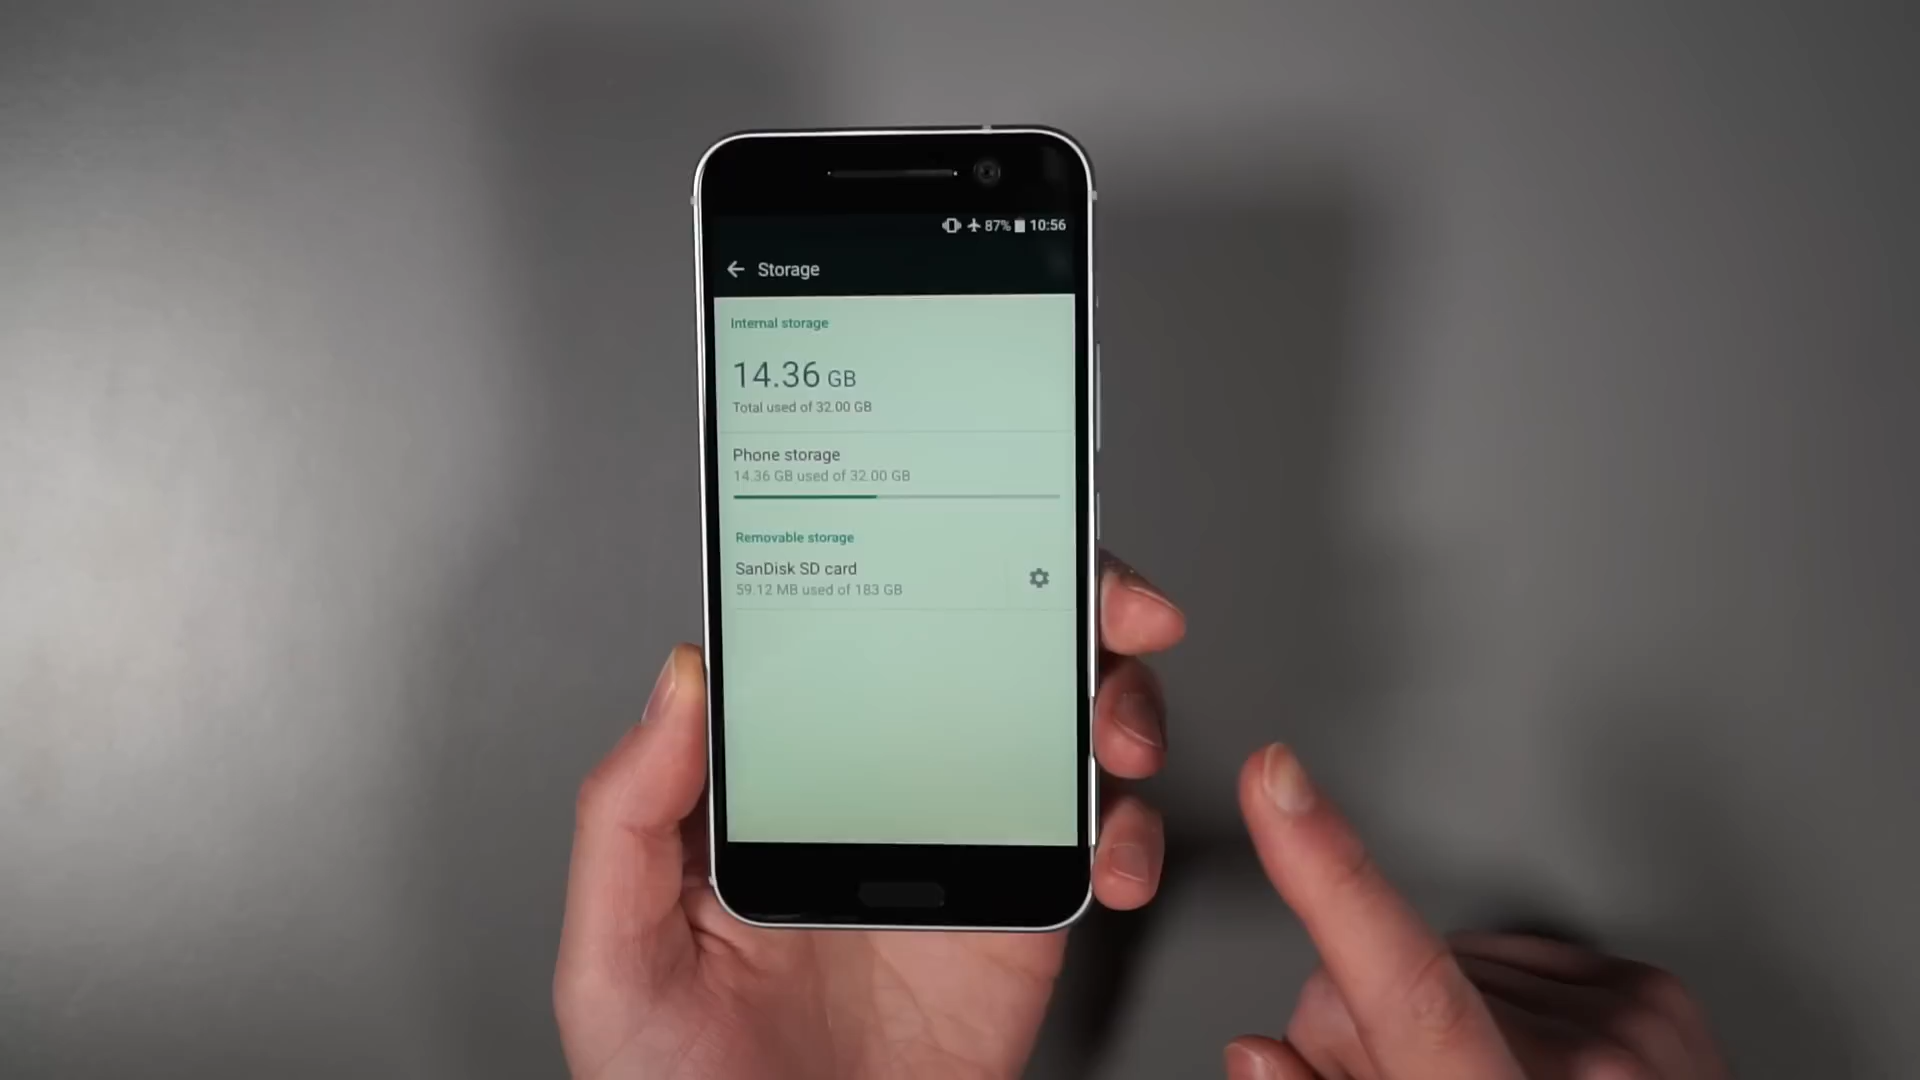 87% 10:56
Storage
Internal storage
14.36 GB
Total used of 32.00 GB
Phone storage
14.36 GB used of 32.00 GB
Removable storage
SanDisk SD card
59.12 MB used of 183 GB